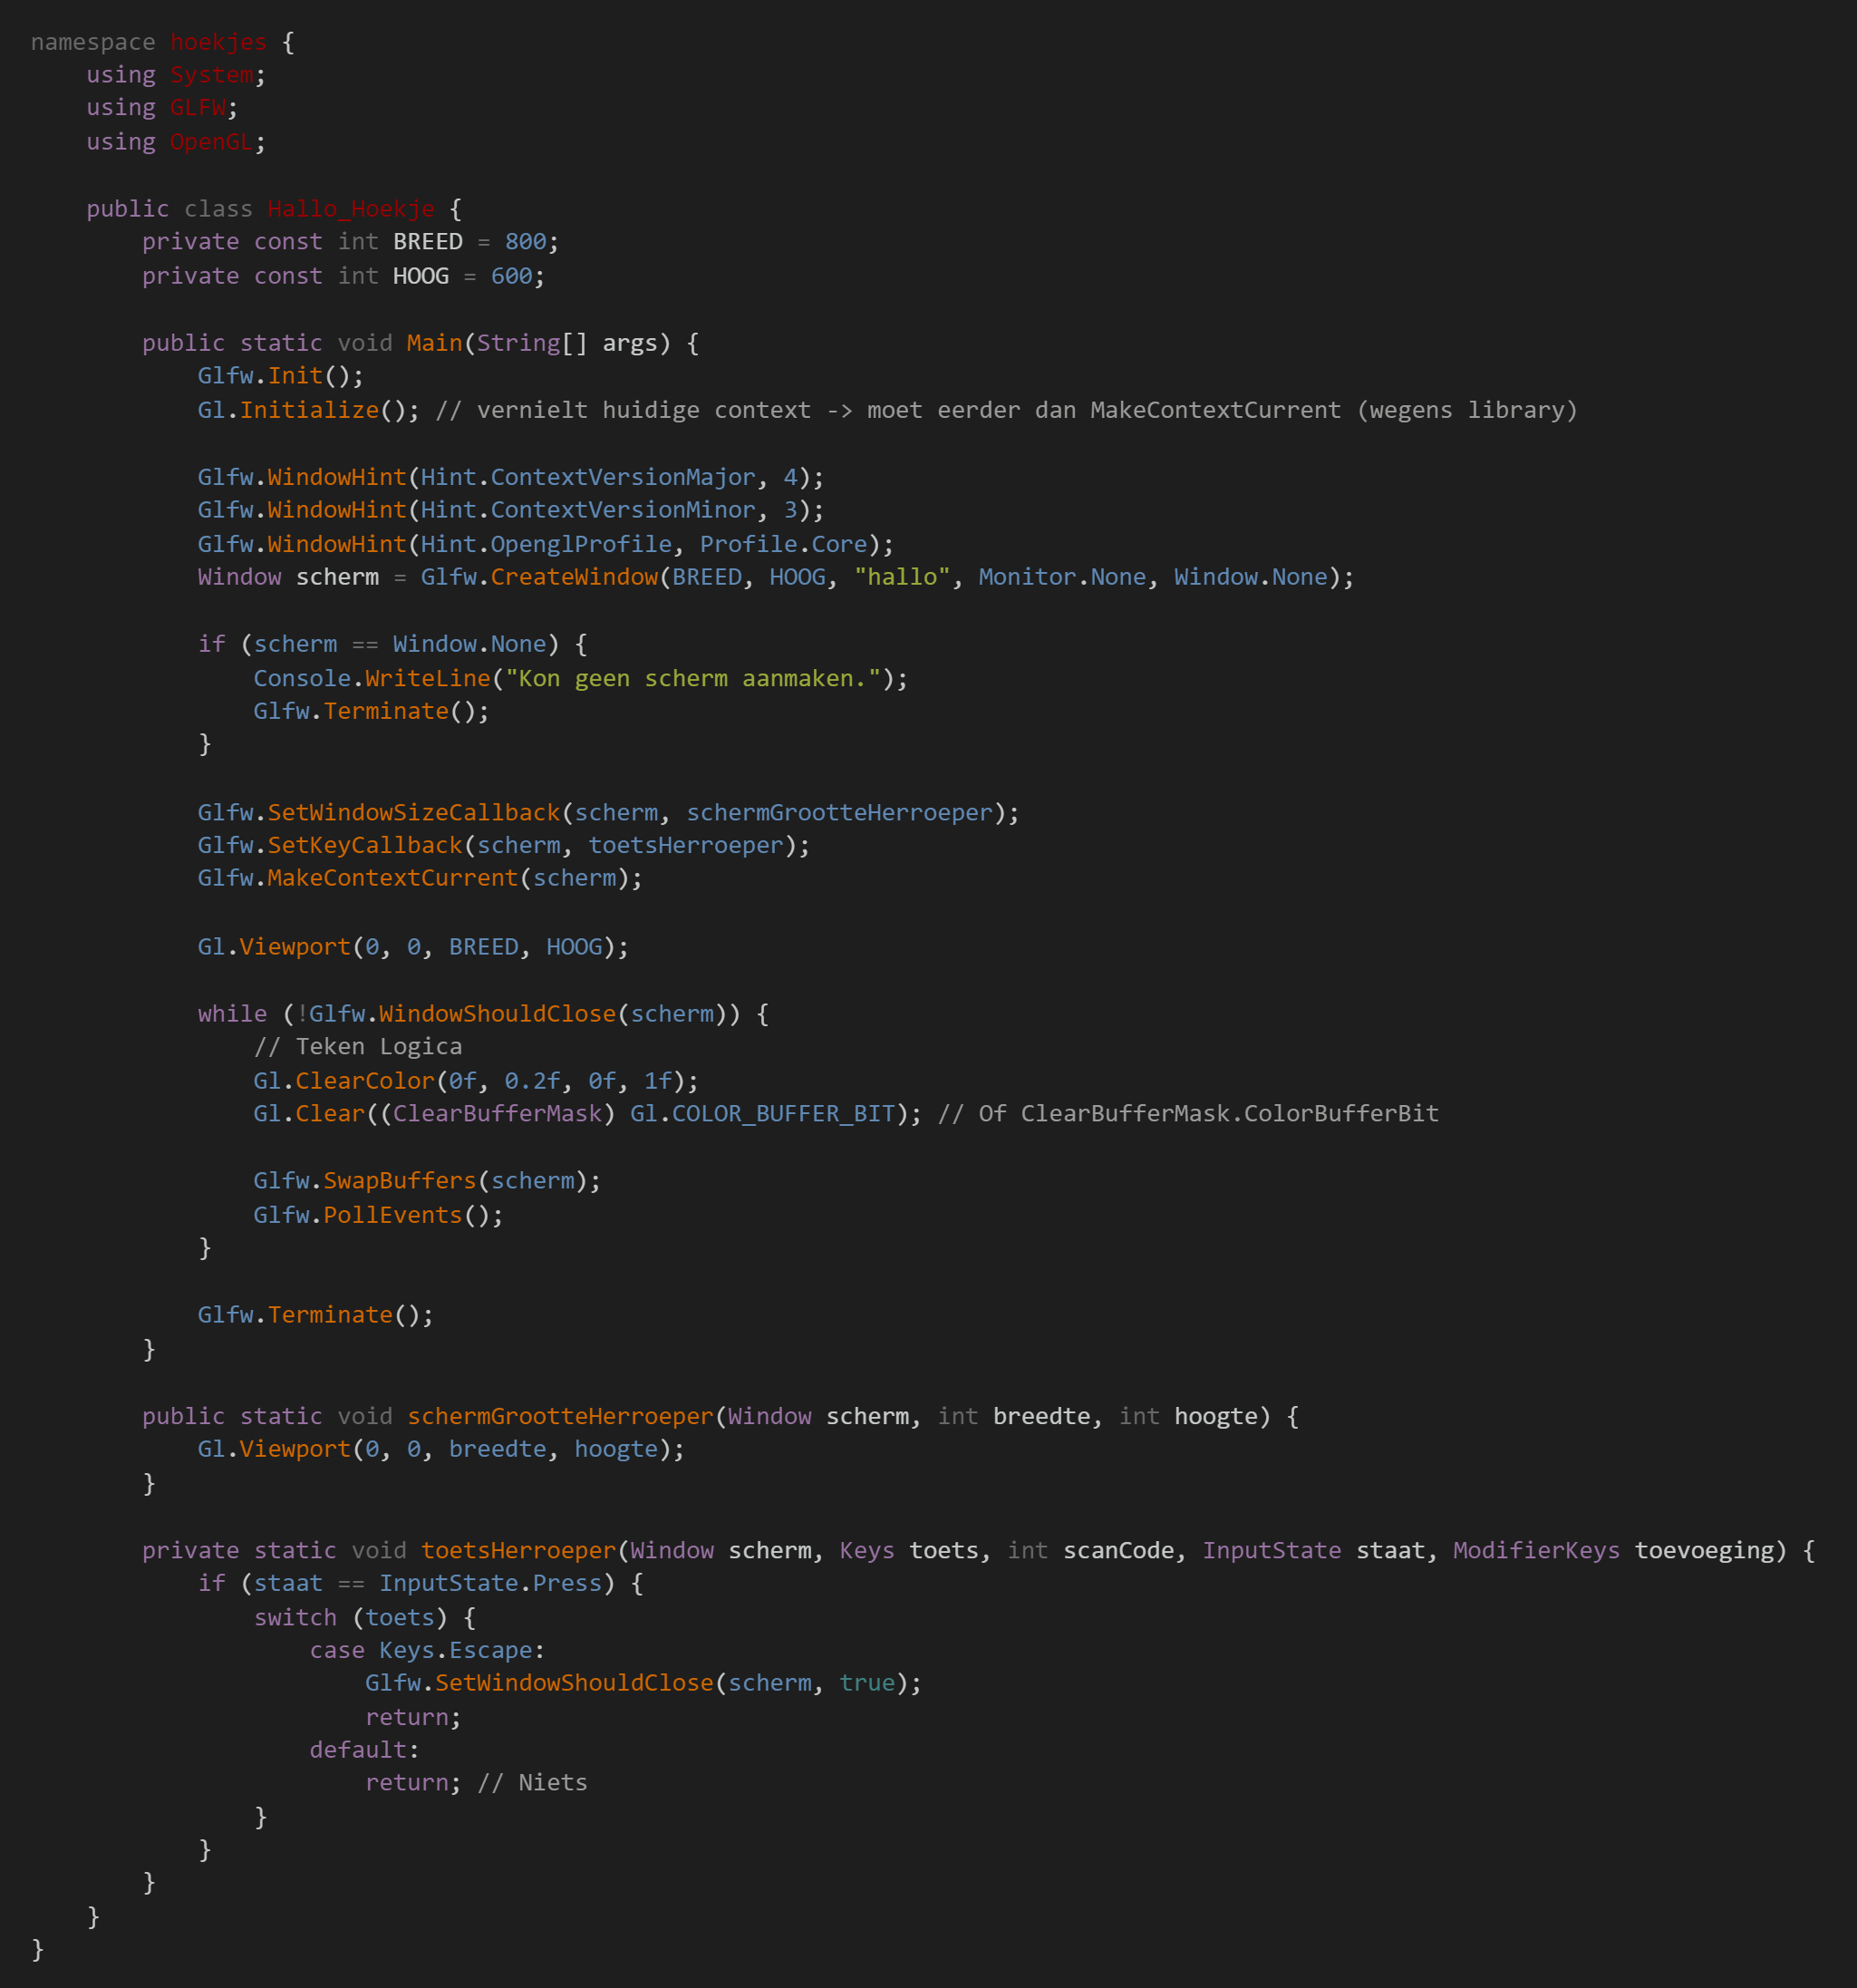 namespace hoekjes {
    using System;
    using GLFW;
    using OpenGL;

    public class Hallo_Hoekje {
        private const int BREED = 800;
        private const int HOOG = 600;

        public static void Main(String[] args) {
            Glfw.Init();
            Gl.Initialize(); // vernielt huidige context -> moet eerder dan MakeContextCurrent (wegens library)

            Glfw.WindowHint(Hint.ContextVersionMajor, 4);
            Glfw.WindowHint(Hint.ContextVersionMinor, 3);
            Glfw.WindowHint(Hint.OpenglProfile, Profile.Core);
            Window scherm = Glfw.CreateWindow(BREED, HOOG, "hallo", Monitor.None, Window.None);

            if (scherm == Window.None) {
                Console.WriteLine("Kon geen scherm aanmaken.");
                Glfw.Terminate();
            }

            Glfw.SetWindowSizeCallback(scherm, schermGrootteHerroeper);
            Glfw.SetKeyCallback(scherm, toetsHerroeper);
            Glfw.MakeContextCurrent(scherm);

            Gl.Viewport(0, 0, BREED, HOOG);

            while (!Glfw.WindowShouldClose(scherm)) {
                // Teken Logica
                Gl.ClearColor(0f, 0.2f, 0f, 1f);
                Gl.Clear((ClearBufferMask) Gl.COLOR_BUFFER_BIT); // Of ClearBufferMask.ColorBufferBit

                Glfw.SwapBuffers(scherm);
                Glfw.PollEvents();
            }

            Glfw.Terminate();
        }

        public static void schermGrootteHerroeper(Window scherm, int breedte, int hoogte) {
            Gl.Viewport(0, 0, breedte, hoogte);
        }

        private static void toetsHerroeper(Window scherm, Keys toets, int scanCode, InputState staat, ModifierKeys toevoeging) {
            if (staat == InputState.Press) {
                switch (toets) {
                    case Keys.Escape:
                        Glfw.SetWindowShouldClose(scherm, true);
                        return;
                    default:
                        return; // Niets
                }
            }
        }
    }
}